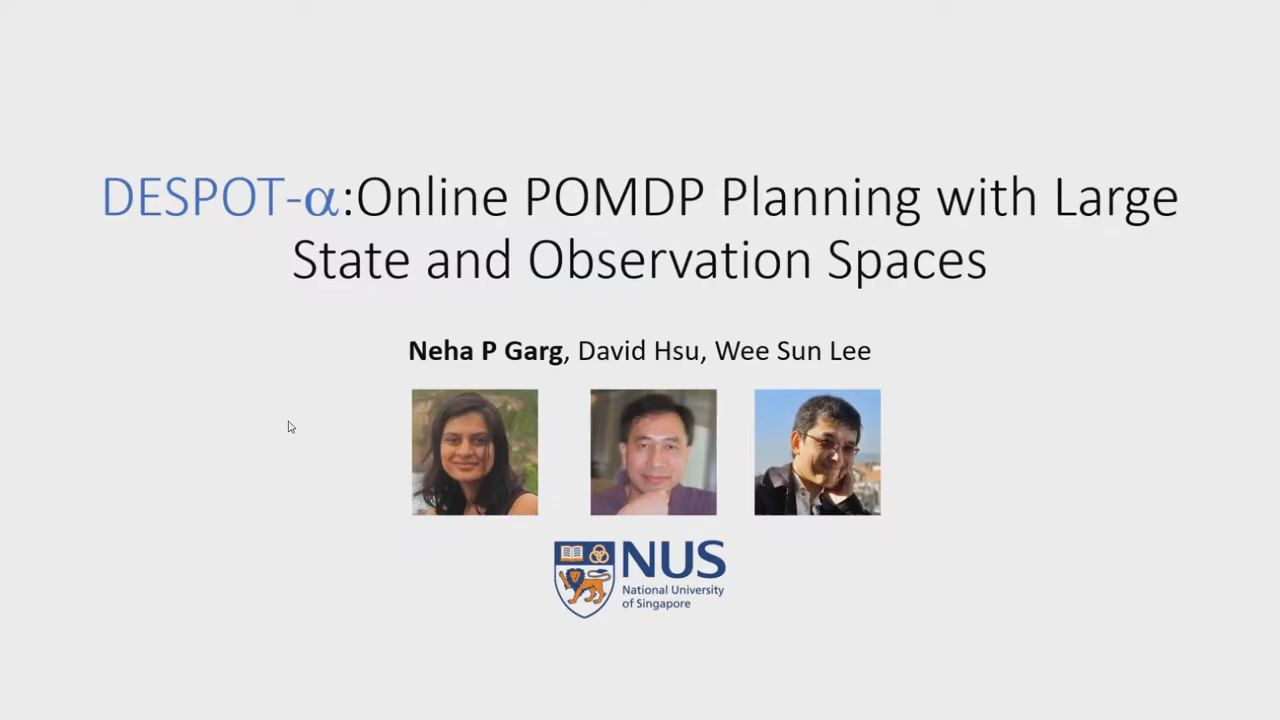 DESPOT-α:Online POMDP Planning with Large
State and Observation Spaces
Neha P Garg, David Hsu, Wee Sun Lee
NUS
National University
of Singapore